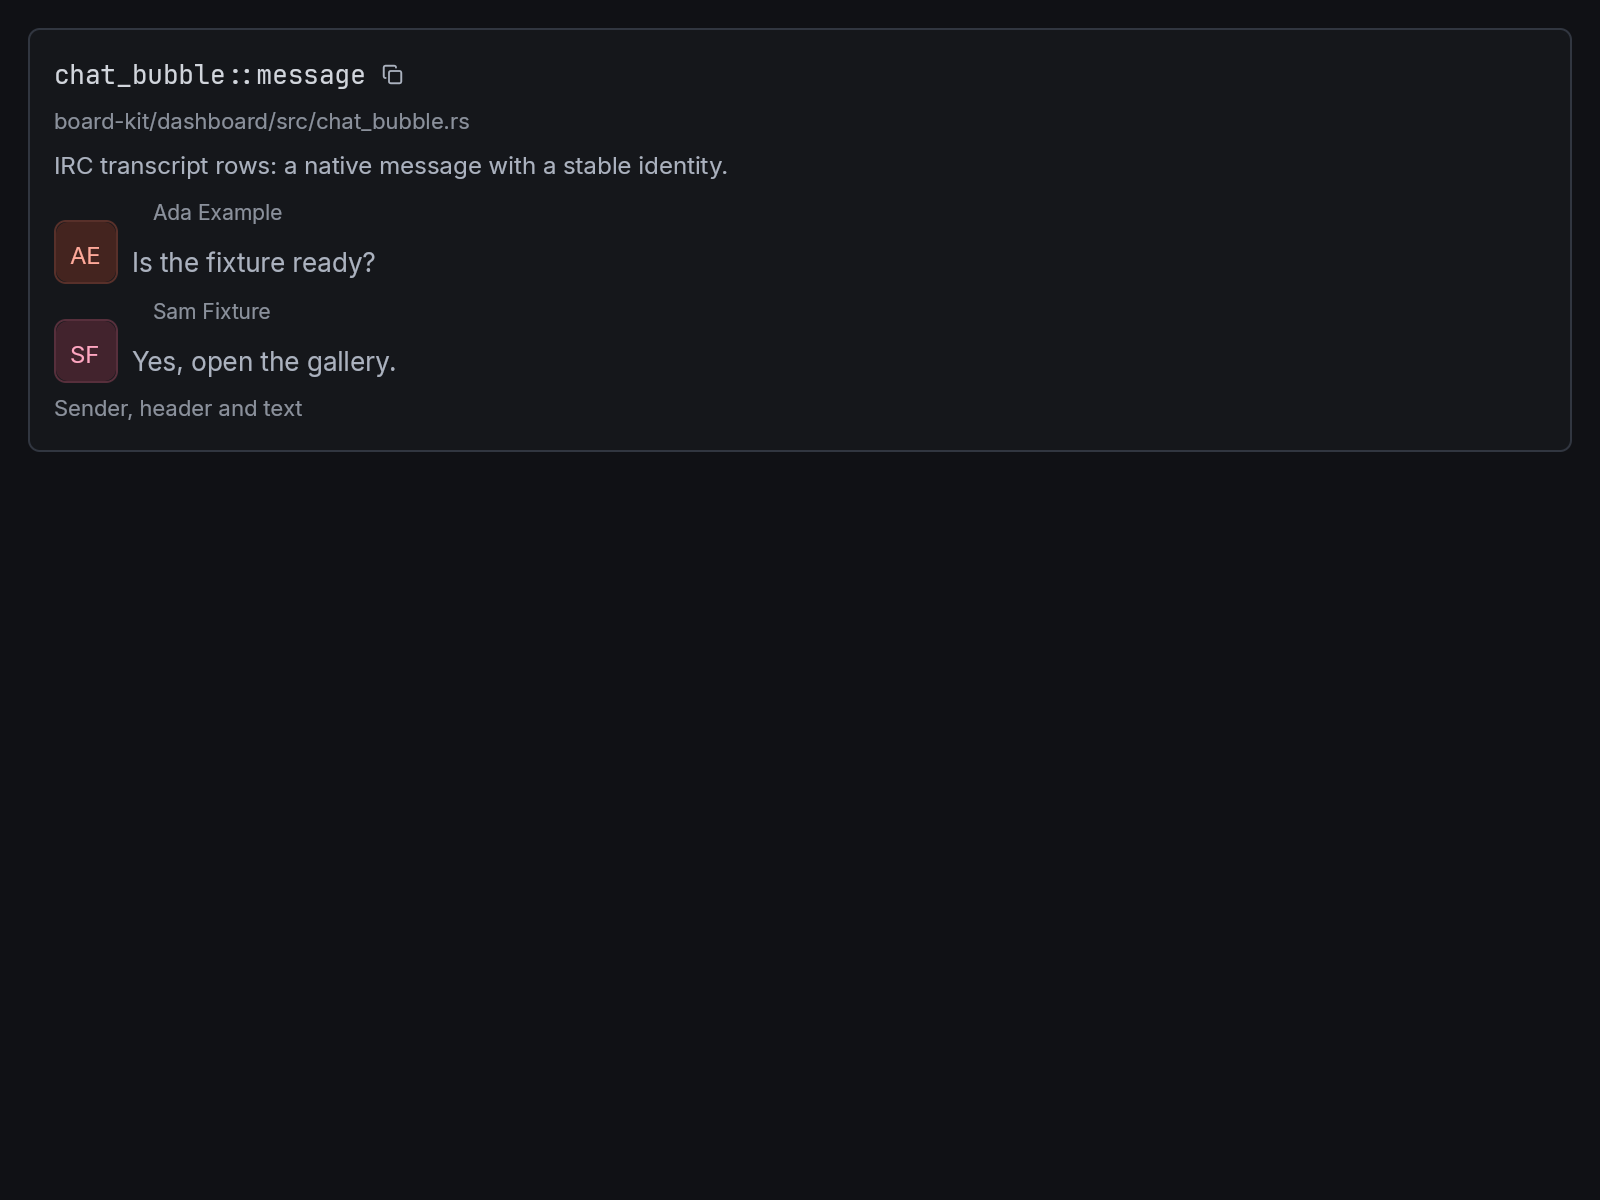 chat_bubble::message
board-kit/dashboard/src/chat_bubble.rs
IRC transcript rows: a native message with a stable identity.
Ada Example
AE
Is the fixture ready?
Sam Fixture
SF
Yes, open the gallery.
Sender, header and text